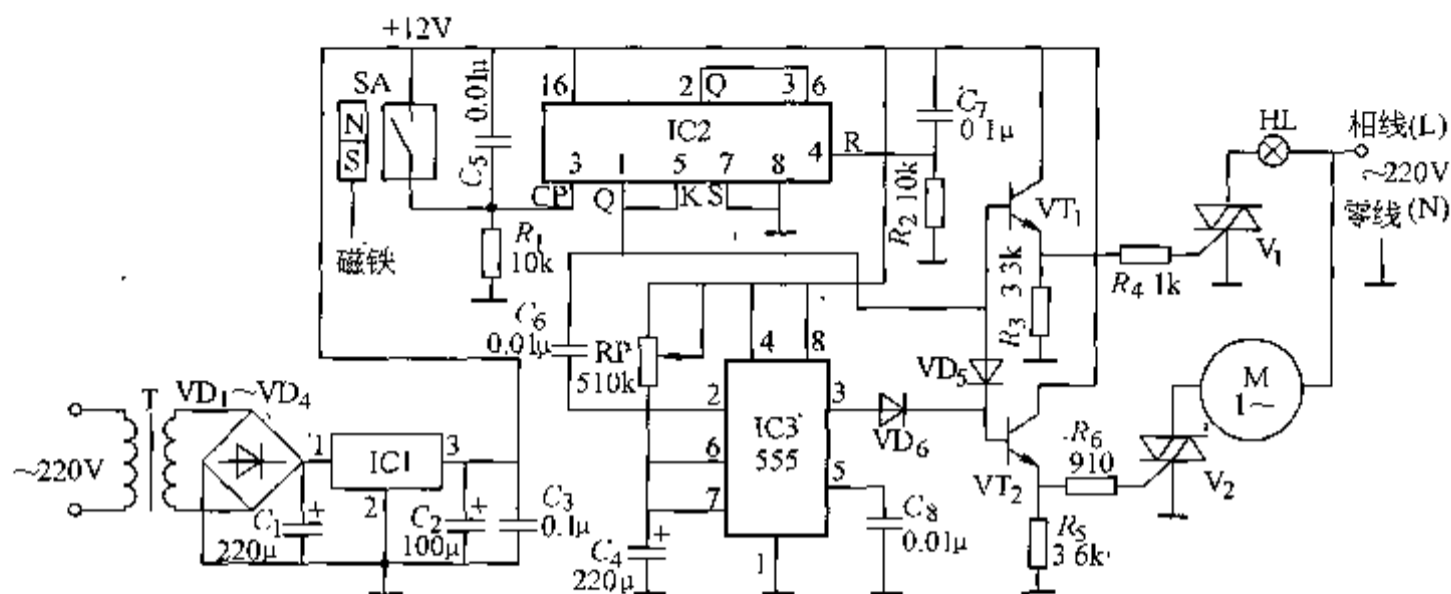 +12V
SA
N
S
磁铁
0.01μ
C5
R1
10k
16
2
Q
3
6
IC2
3
1
5
7
8
4
R
CP
Q
K
S
C7
0 1μ
R2 10k
VT1
R3 3 3k
R4 1k
HL
相线(L)
~220V
零线(N)
V1
C6
0.01μ
RP
510k
4
8
2
3
6
7
5
1
IC3
555
VD5
VD6
VT2
R6
910
V2
M
1~
R5
3 6k
C8
0.01μ
C4
220μ
+
~220V
T
VD1~VD4
1
IC1
3
2
C1
+
220μ
C2
+
100μ
C3
0.1μ